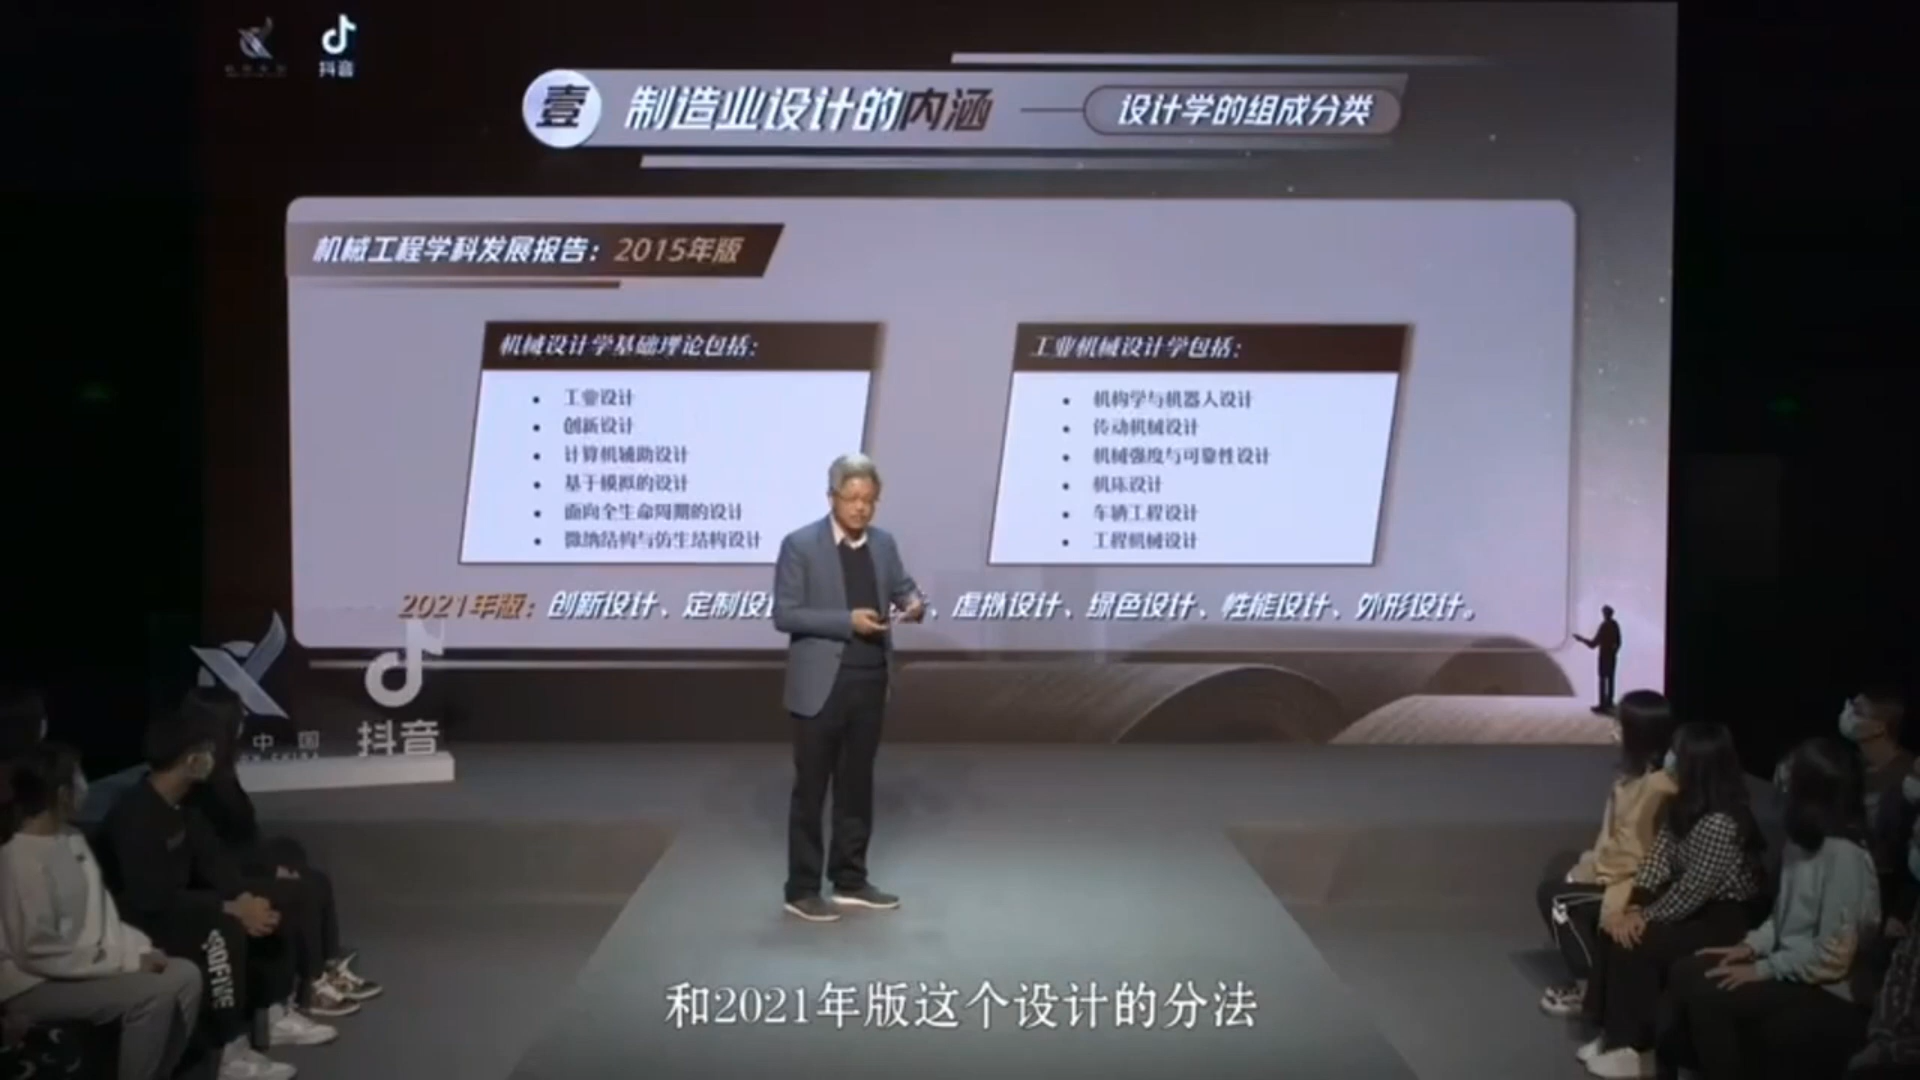 抖音
壹 制造业设计的内涵 设计学的组成分类
机械工程学科发展报告：2015年版
机械设计学基础理论包括：
• 工业设计
• 创新设计
• 计算机辅助设计
• 基于模拟的设计
• 面向全生命周期的设计
• 微纳结构与仿生结构设计
工业机械设计学包括：
• 机构学与机器人设计
• 传动机械设计
• 机械强度与可靠性设计
• 机床设计
• 车辆工程设计
• 工程机械设计
2021年版：创新设计、定制设 、虚拟设计、绿色设计、性能设计、外形设计。
中国
抖音
和2021年版这个设计的分法